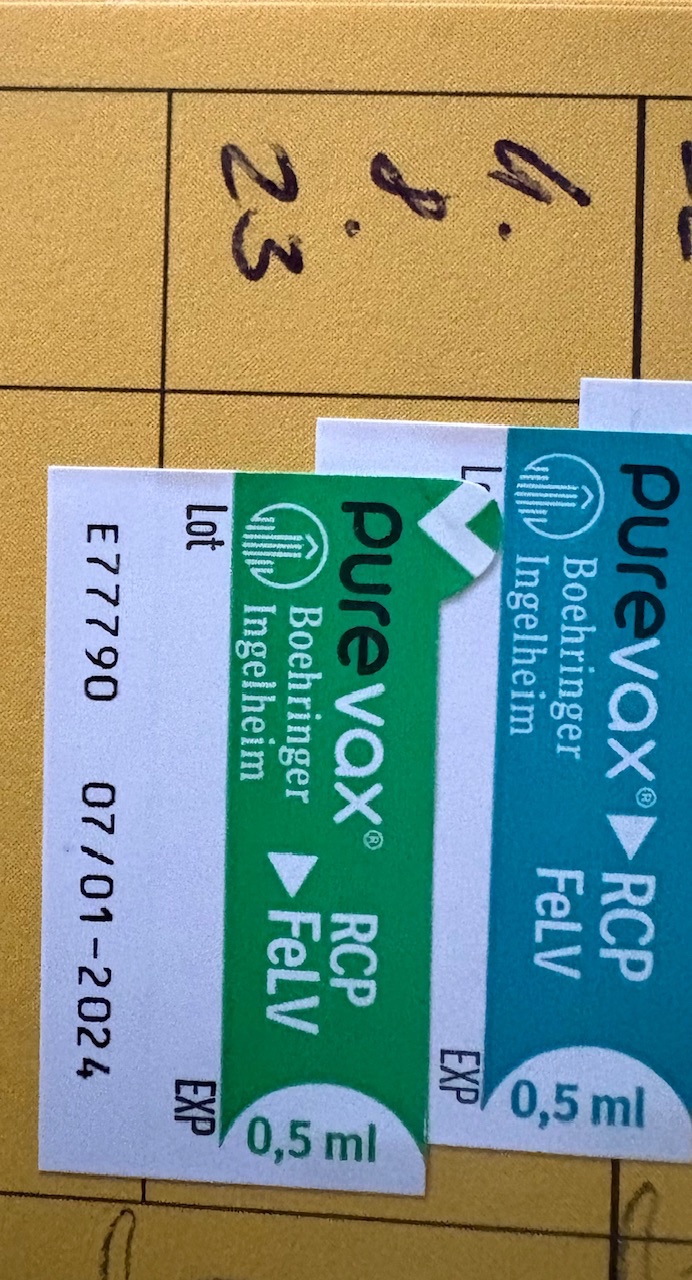 4.
8.
23
purevax® RCP
FeLV
Boehringer
Ingelheim
0,5 ml
EXP
purevax® RCP
FeLV
Boehringer
Ingelheim
0,5 ml
Lot EXP
E77790 07/01-2024